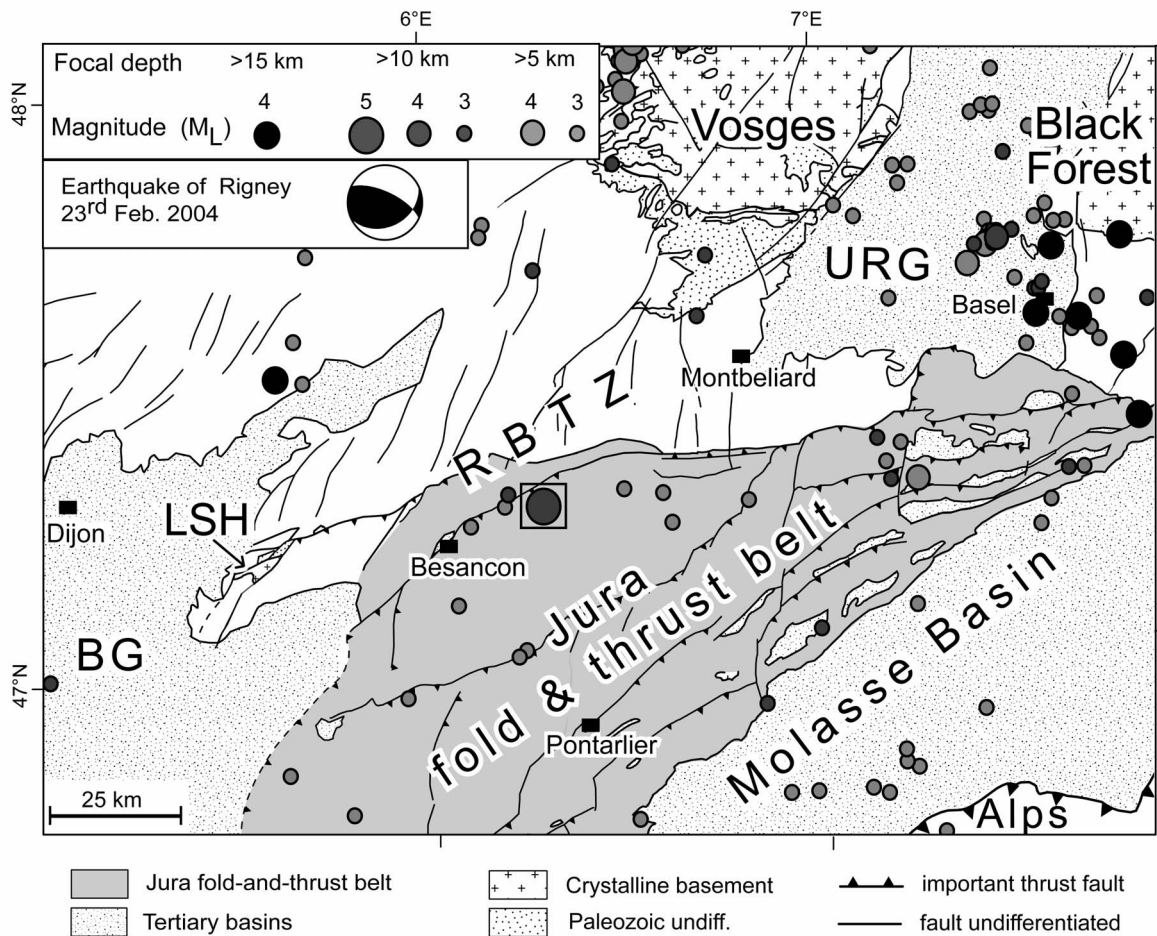 6°E 7°E
48°N
47°N
Focal depth >15 km >10 km >5 km
4 5 4 3 4 3
Magnitude (ML)
Earthquake of Rigney
23rd Feb. 2004
Vosges
Black
Forest
URG
Basel
Montbeliard
RBTZ
Dijon
LSH
Besancon
BG
Jura
fold & thrust belt
Pontarlier
Molasse Basin
Alps
25 km
Jura fold-and-thrust belt
Crystalline basement
important thrust fault
Tertiary basins
Paleozoic undiff.
fault undifferentiated